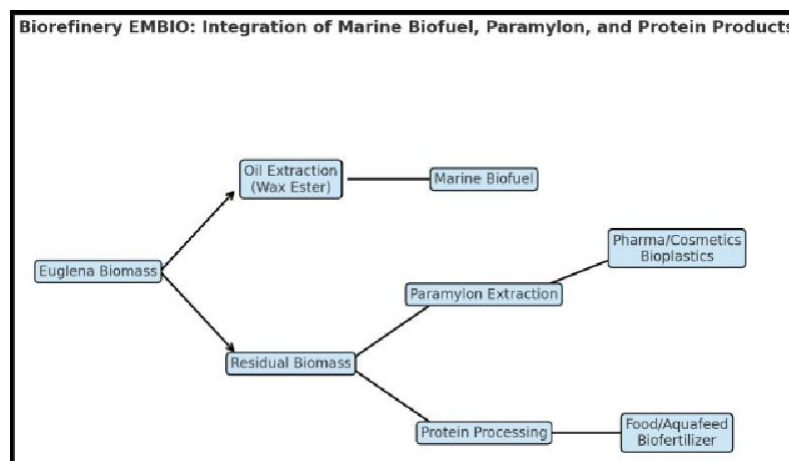 Biorefinery EMBIO: Integration of Marine Biofuel, Paramylon, and Protein Products
Oil Extraction
(Wax Ester)
Marine Biofuel
Pharma/Cosmetics
Bioplastics
Euglena Biomass
Paramylon Extraction
Residual Biomass
Protein Processing
Food/Aquafeed
Biofertilizer